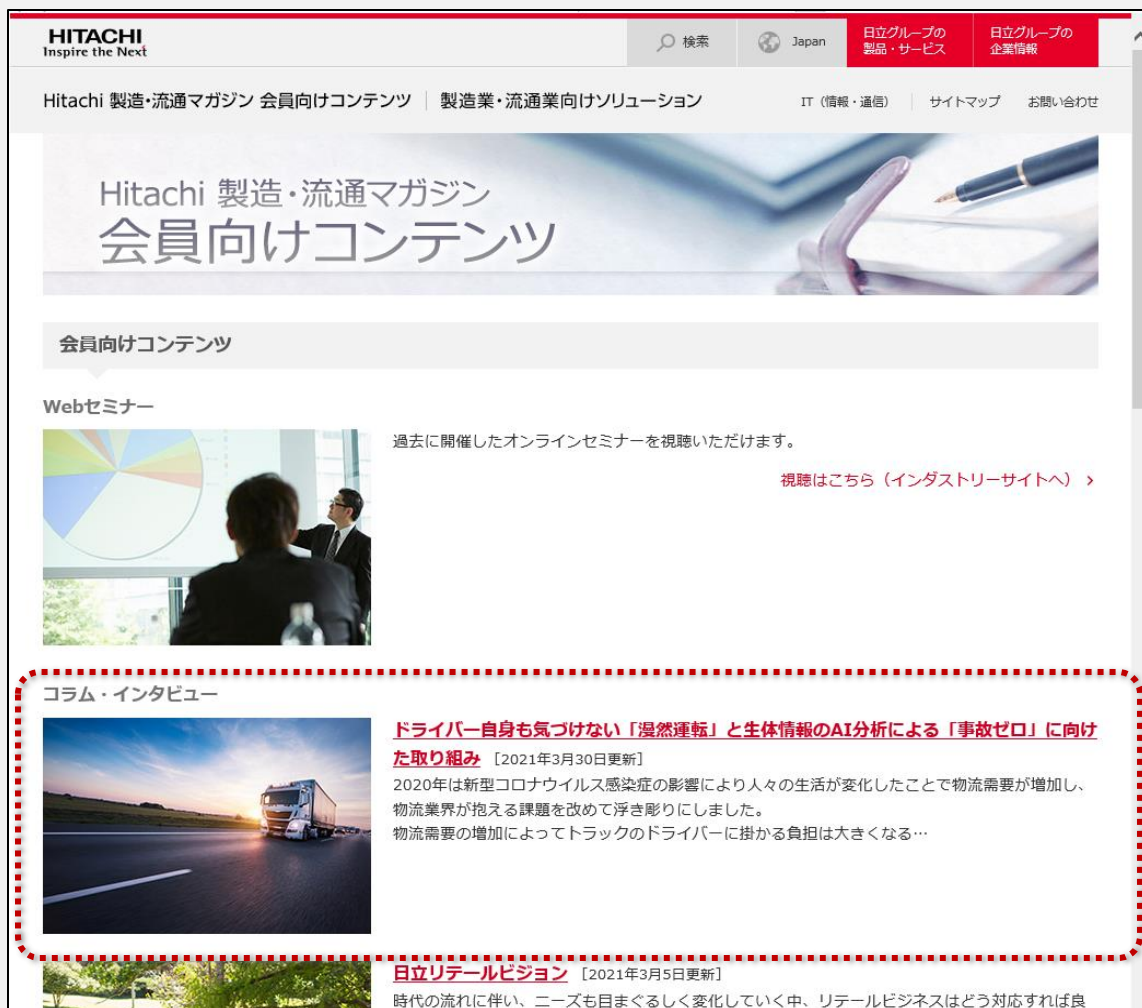 HITACHI
Inspire the Next
検索
Japan
日立グループの
製品・サービス
日立グループの
企業情報
Hitachi 製造・流通マガジン 会員向けコンテンツ | 製造業・流通業向けソリューション
IT（情報・通信）
サイトマップ
お問い合わせ
Hitachi 製造・流通マガジン
会員向けコンテンツ
会員向けコンテンツ
Webセミナー
過去に開催したオンラインセミナーを視聴いただけます。
視聴はこちら（インダストリーサイトへ）
コラム・インタビュー
ドライバー自身も気づけない「漫然運転」と生体情報のAI分析による「事故ゼロ」に向け
た取り組み [2021年3月30日更新]
2020年は新型コロナウイルス感染症の影響により人々の生活が変化したことで物流需要が増加し、
物流業界が抱える課題を改めて浮き彫りにしました。
物流需要の増加によってトラックのドライバーに掛かる負担は大きくなる…
日立リテールビジョン [2021年3月5日更新]
時代の流れに伴い、ニーズも目まぐるしく変化していく中、リテールビジネスはどう対応すれば良